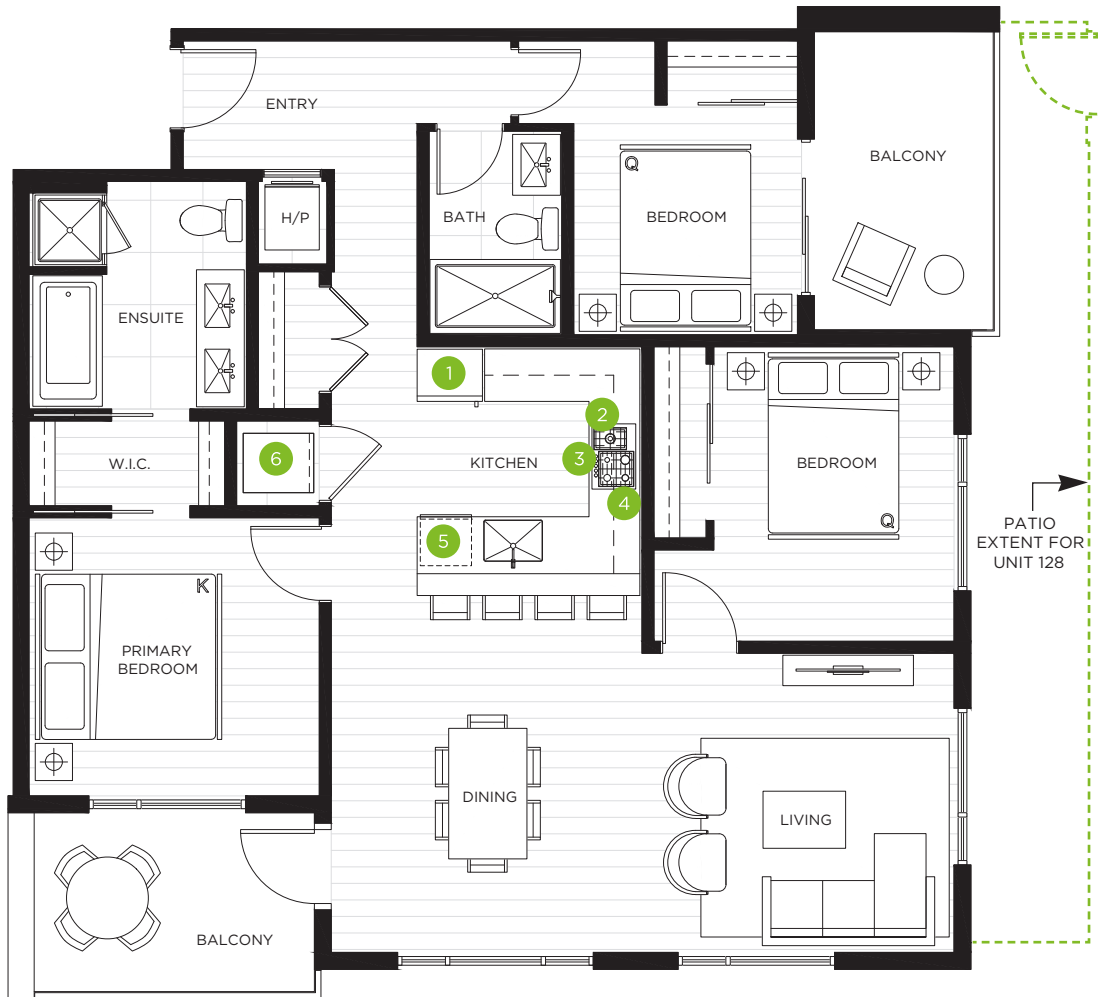 ENTRY
BALCONY
Q
BEDROOM
H/P
BATH
ENSUITE
1
2
3
KITCHEN
4
5
6
W.I.C.
BEDROOM
Q
PATIO
EXTENT FOR
UNIT 128
K
PRIMARY
BEDROOM
DINING
LIVING
BALCONY